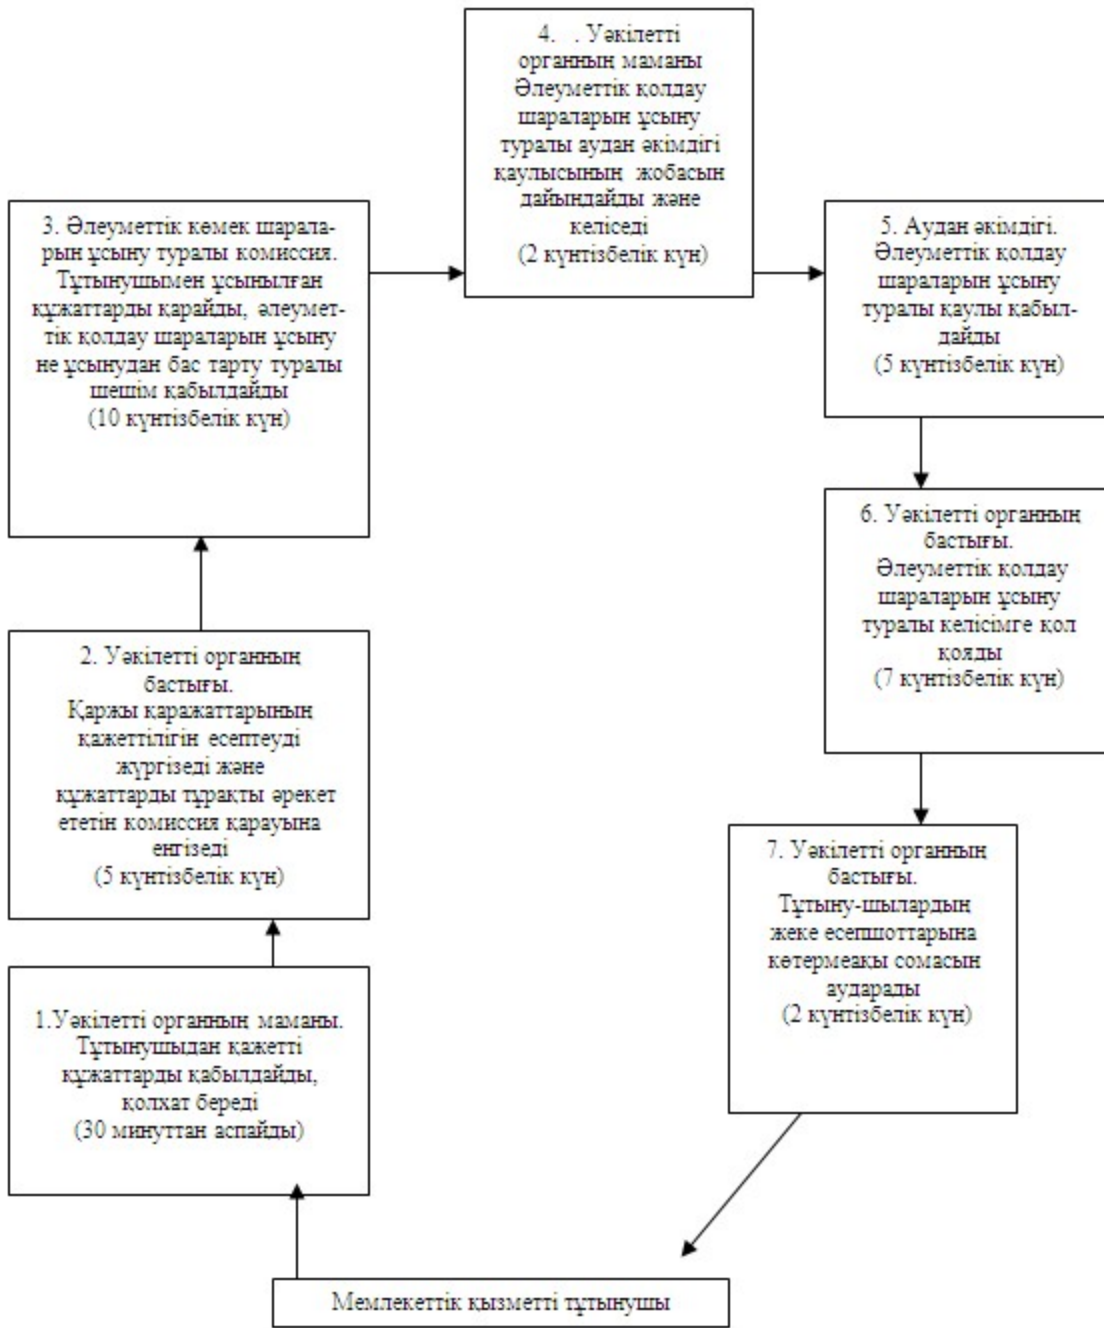 4. . Уәкілетті
органның маманы
Әлеуметтік қолдау
шараларын ұсыну
туралы аудан әкімдігі
қаулысының жобасын
дайындайды және
келіседі
(2 күнтізбелік күн)
3. Әлеуметтік көмек шарала-
рын ұсыну туралы комиссия.
Тұтынушымен ұсынылған
құжаттарды қарайды, әлеумет-
тік қолдау шараларын ұсыну
не ұсынудан бас тарту туралы
шешім қабылдайды
(10 күнтізбелік күн)
5. Аудан әкімдігі.
Әлеуметтік қолдау
шараларын ұсыну
туралы қаулы қабыл-
дайды
(5 күнтізбелік күн)
6. Уәкілетті органның
бастығы.
Әлеуметтік қолдау
шараларын ұсыну
туралы келісімге қол
қояды
(7 күнтізбелік күн)
2. Уәкілетті органның
бастығы.
Қаржы қаражаттарының
қажеттілігін есептеуді
жүргізеді және
құжаттарды тұрақты әрекет
ететін комиссия қарауына
енгізеді
(5 күнтізбелік күн)
7. Уәкілетті органның
бастығы.
Тұтыну-шылардың
жеке есепшоттарына
көтермеақы сомасын
аударады
(2 күнтізбелік күн)
1.Уәкілетті органның маманы.
Тұтынушыдан қажетті
құжаттарды қабылдайды,
қолхат береді
(30 минуттан аспайды)
Мемлекеттік қызметті тұтынушы